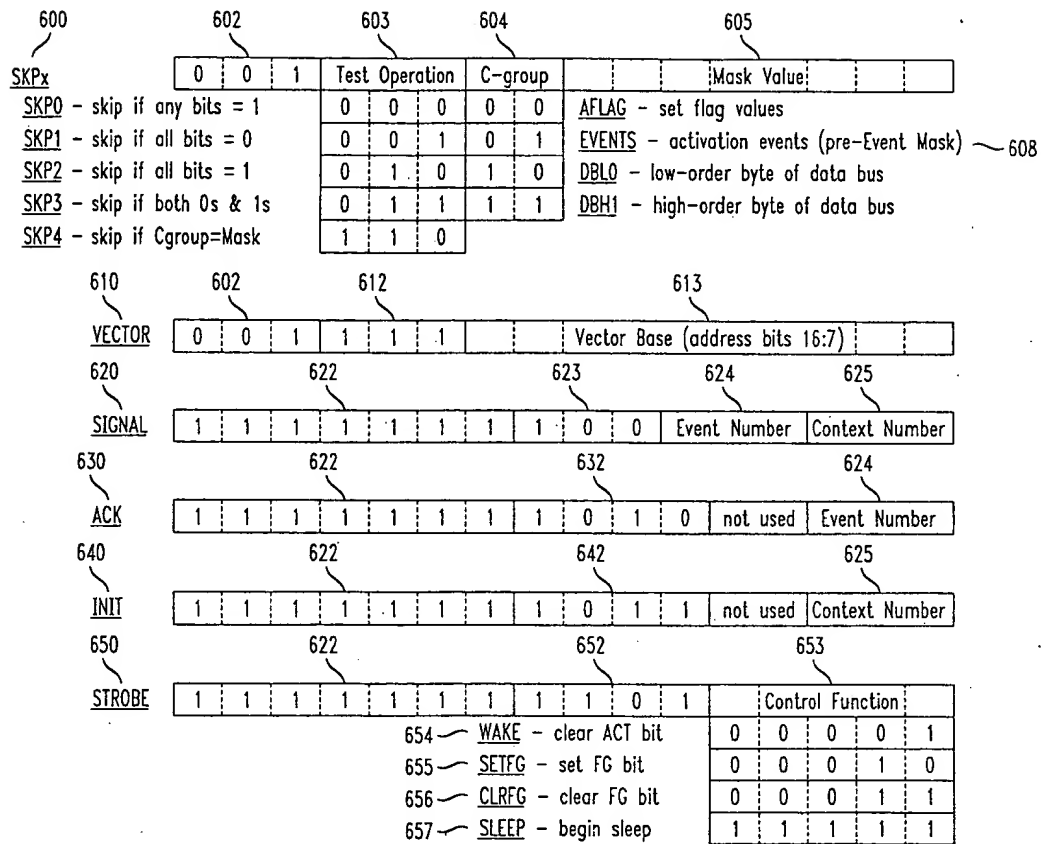 600 602 603 604 605
SKPx 0 0 1 Test Operation C-group Mask Value
SKP0 - skip if any bits = 1 0 0 0 0 0 AFLAG - set flag values
SKP1 - skip if all bits = 0 0 0 1 0 1 EVENTS - activation events (pre-Event Mask) 608
SKP2 - skip if all bits = 1 0 1 0 1 0 DBLO - low-order byte of data bus
SKP3 - skip if both 0s & 1s 0 1 1 1 1 DBH1 - high-order byte of data bus
SKP4 - skip if Cgroup=Mask 1 1 0
610 602 612 613
VECTOR 0 0 1 1 1 1 Vector Base (address bits 16:7)
620 622 623 624 625
SIGNAL 1 1 1 1 1 1 1 1 0 0 Event Number Context Number
630 622 632 624
ACK 1 1 1 1 1 1 1 1 0 1 0 not used Event Number
640 622 642 625
INIT 1 1 1 1 1 1 1 1 0 1 1 not used Context Number
650 622 652 653
STROBE 1 1 1 1 1 1 1 1 1 0 1 Control Function
654 WAKE - clear ACT bit 0 0 0 0 1
655 SETFG - set FG bit 0 0 0 1 0
656 CLRFG - clear FG bit 0 0 0 1 1
657 SLEEP - begin sleep 1 1 1 1 1